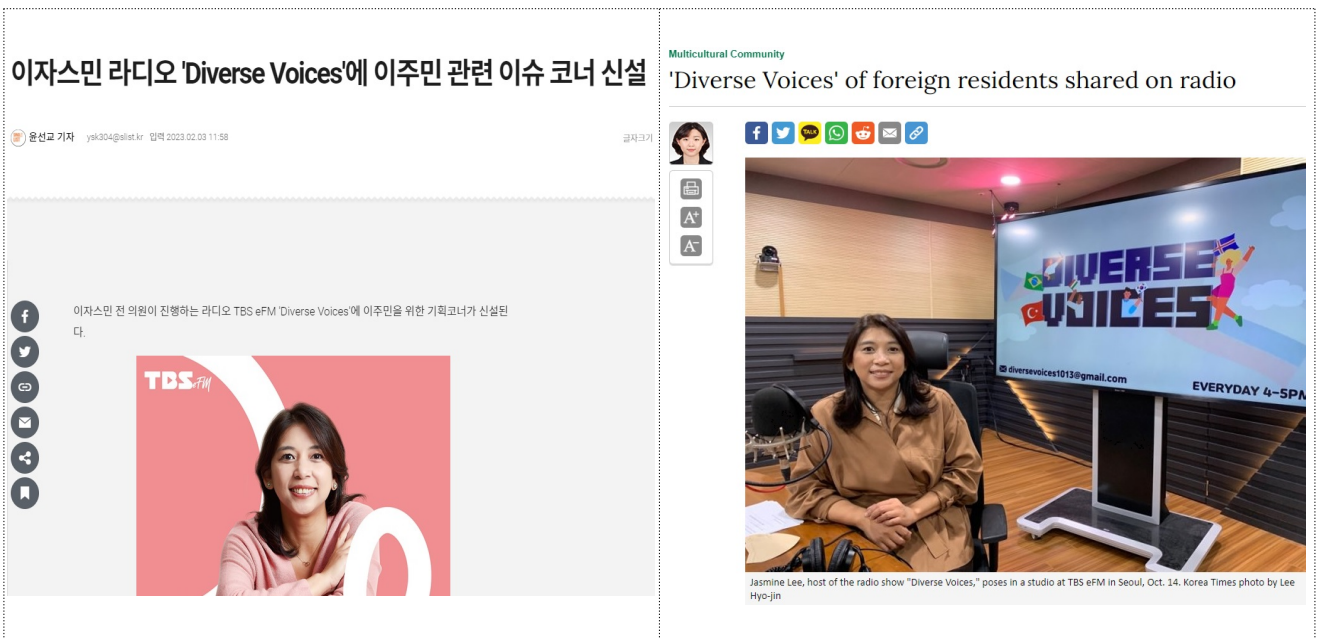 이자스민 라디오 'Diverse Voices'에 이주민 관련 이슈 코너 신설
윤선교 기자 ysk304@slist.kr 입력 2023.02.03 11:58
글자크기
이자스민 전 의원이 진행하는 라디오 TBS eFM 'Diverse Voices'에 이주민을 위한 기획코너가 신설된
다.
TBS eFM
Multicultural Community
'Diverse Voices' of foreign residents shared on radio
TALK
A+
A-
DIVERSE
VOICES
diversevoices1013@gmail.com
EVERYDAY 4-5PM
Jasmine Lee, host of the radio show "Diverse Voices," poses in a studio at TBS eFM in Seoul, Oct. 14. Korea Times photo by Lee
Hyo-jin